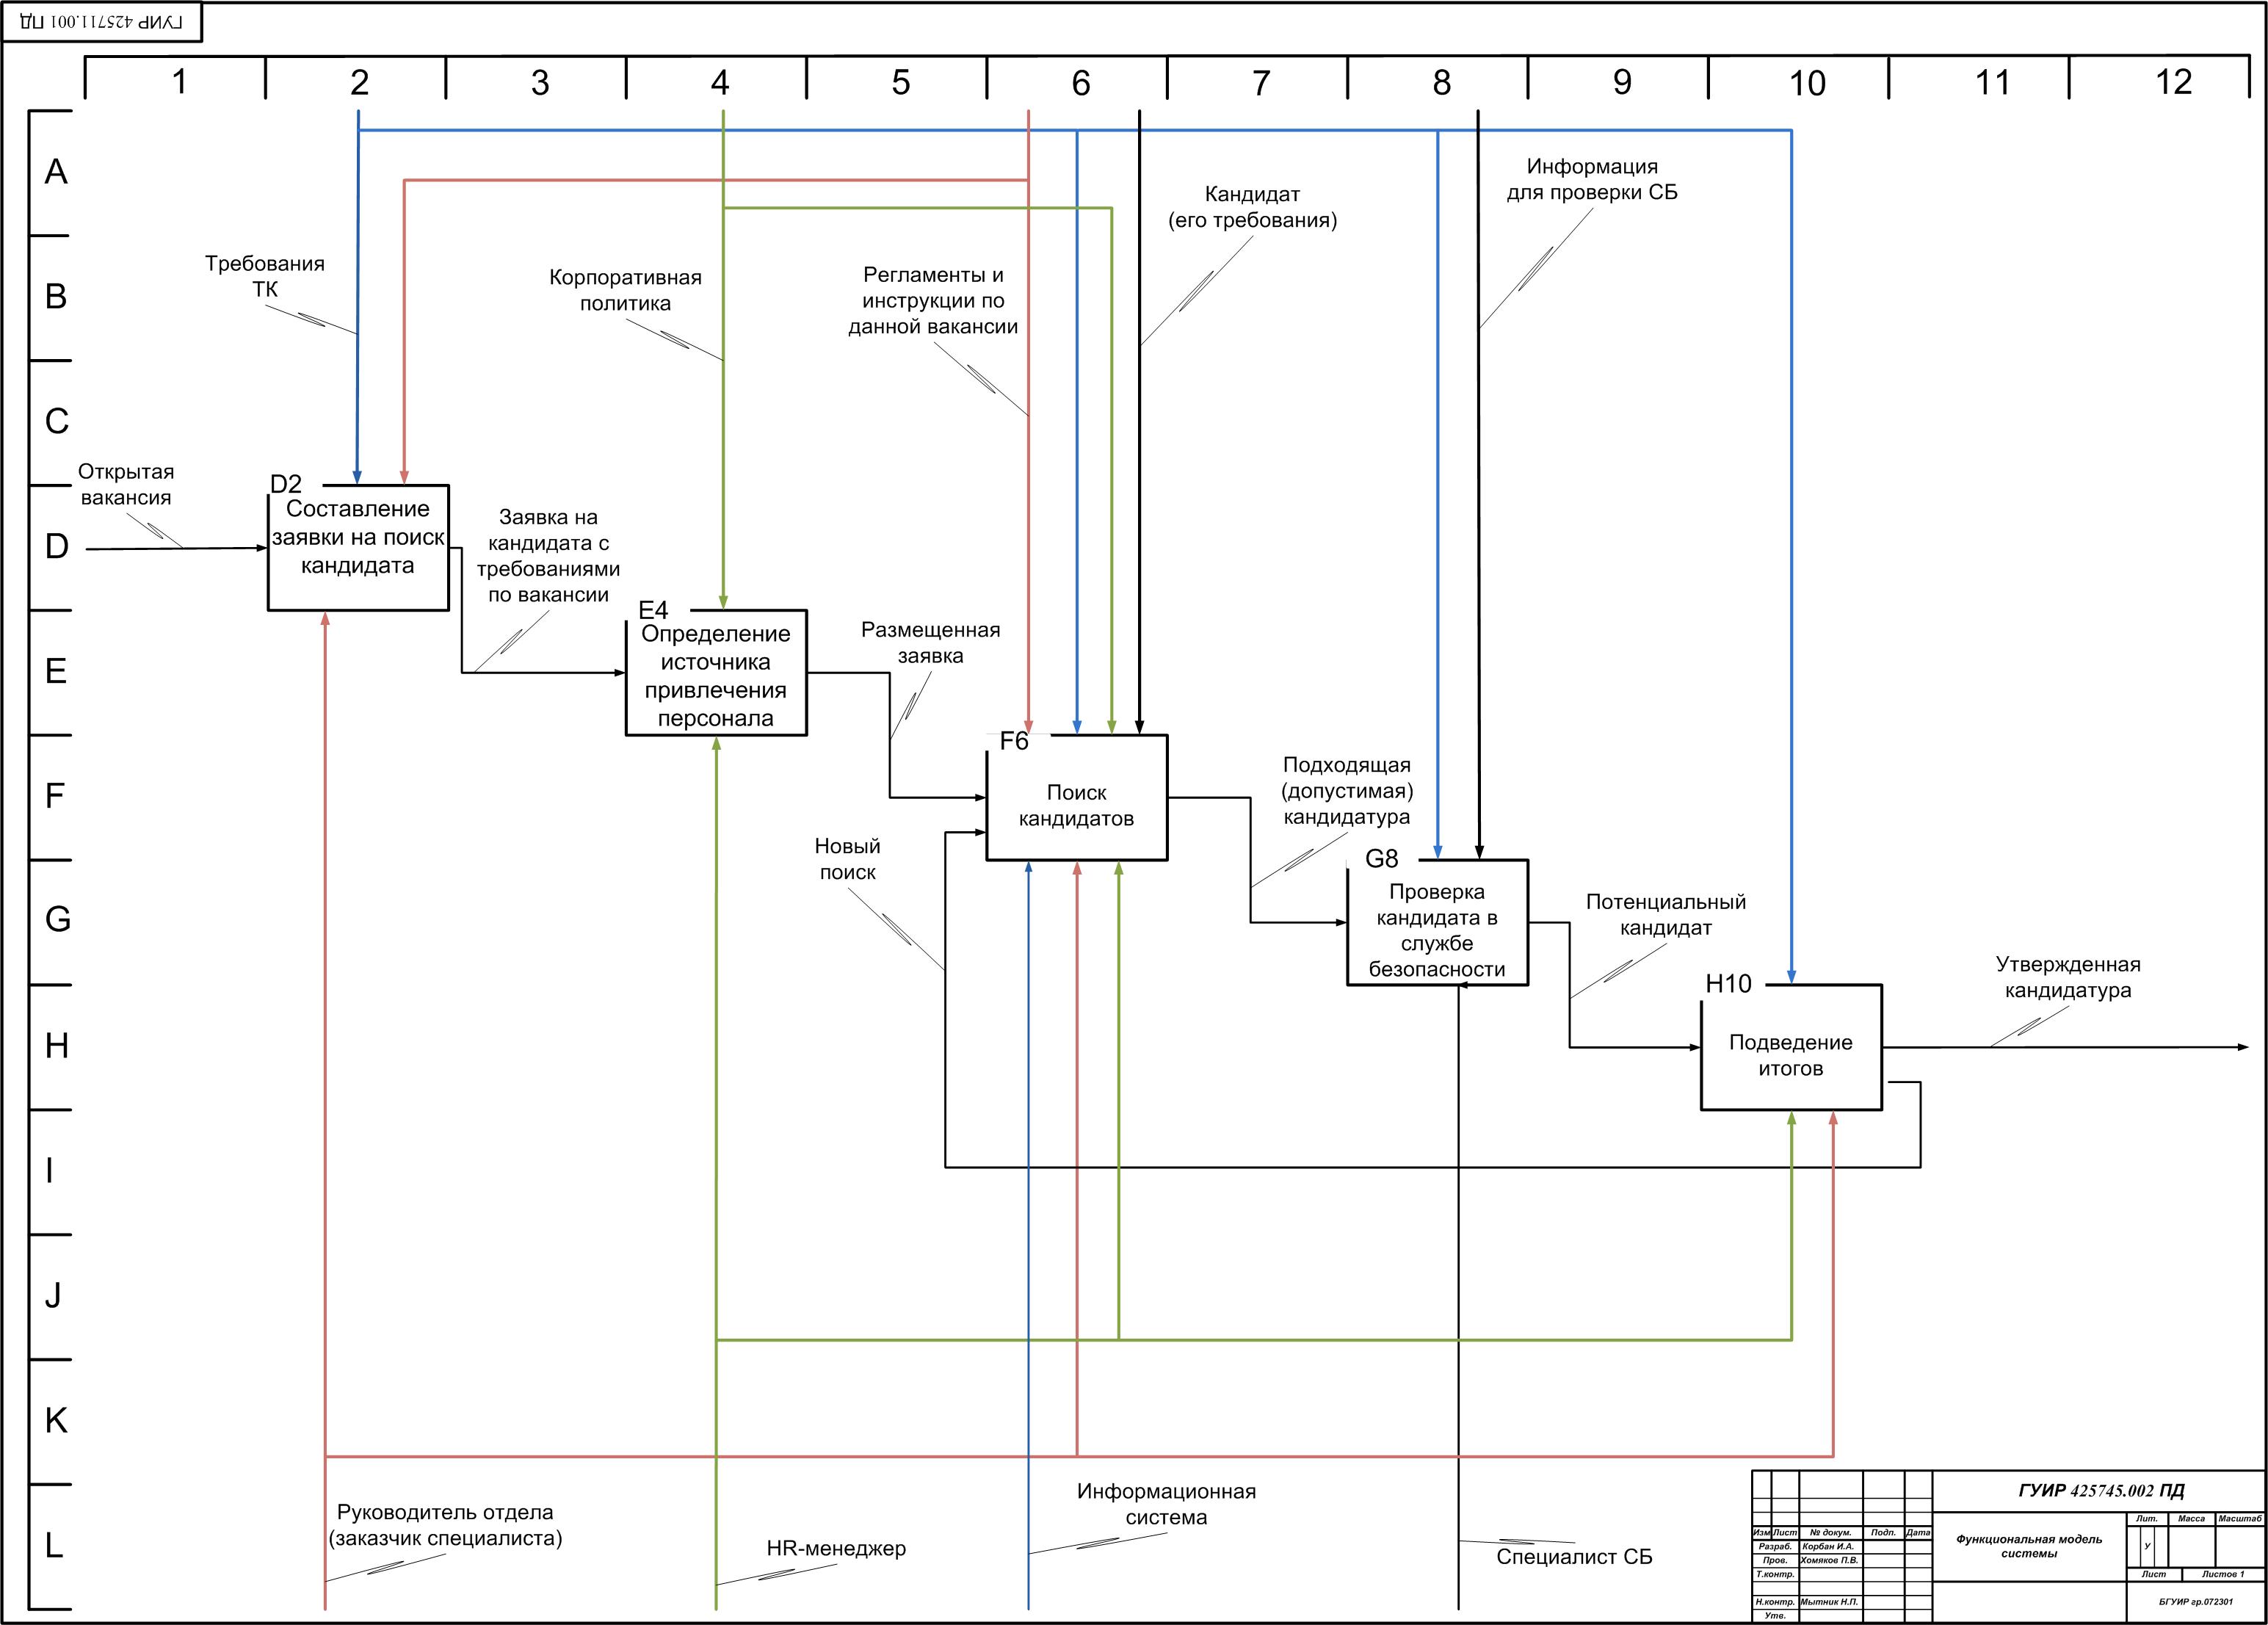 ГУИР 425711.001 ПД
1 2 3 4 5 6 7 8 9 10 11 12
A
B
C
D
E
F
G
H
I
J
K
L
Требования
ТК
Корпоративная
политика
Регламенты и
инструкции по
данной вакансии
Кандидат
(его требования)
Информация
для проверки СБ
Открытая
вакансия
D2
Составление
заявки на поиск
кандидата
Заявка на
кандидата с
требованиями
по вакансии
E4
Определение
источника
привлечения
персонала
Размещенная
заявка
F6
Поиск
кандидатов
Новый
поиск
Подходящая
(допустимая)
кандидатура
G8
Проверка
кандидата в
службе
безопасности
Потенциальный
кандидат
H10
Подведение
итогов
Утвержденная
кандидатура
Руководитель отдела
(заказчик специалиста)
HR-менеджер
Информационная
система
Специалист СБ
ГУИР 425745.002 ПД
Изм Лист № докум. Подп. Дата
Разраб. Корбан И.А.
Пров. Хомяков П.В.
Т.контр.
Н.контр. Мытник Н.П.
Утв.
Функциональная модель
системы
Лит. Масса Масштаб
У
Лист Листов 1
БГУИР гр.072301